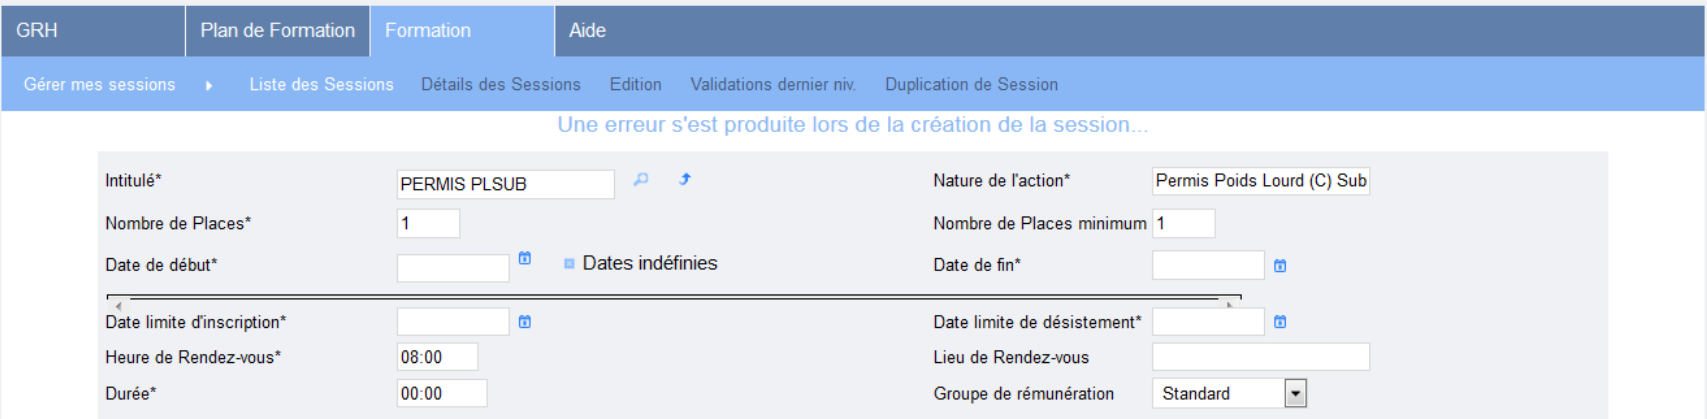 GRH Plan de Formation Formation Aide
Gérer mes sessions Liste des Sessions Détails des Sessions Edition Validations dernier niv. Duplication de Session
Une erreur s'est produite lors de la création de la session...
Intitulé* PERMIS PLSUB Nature de l'action* Permis Poids Lourd (C) Sub
Nombre de Places* 1 Nombre de Places minimum 1
Date de début* Dates indéfinies Date de fin*
Date limite d'inscription* Date limite de désistement*
Heure de Rendez-vous* 08:00 Lieu de Rendez-vous
Durée* 00:00 Groupe de rémunération Standard